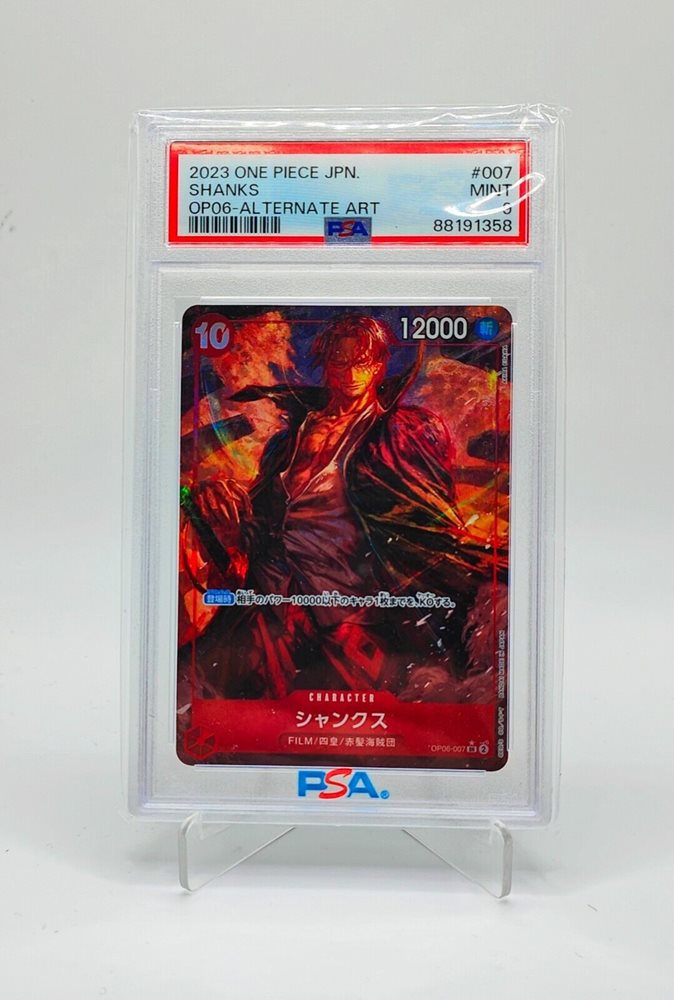 2023 ONE PIECE JPN.
#007
SHANKS
MINT
OP06-ALTERNATE ART
9
PSA
88191358
10
12000
斬
登場時 相手のパワー10000以下のキャラ1枚までを、KOする。
CHARACTER
シャンクス
FILM/四皇/赤髪海賊団
OP06-007 SR 2
PSA